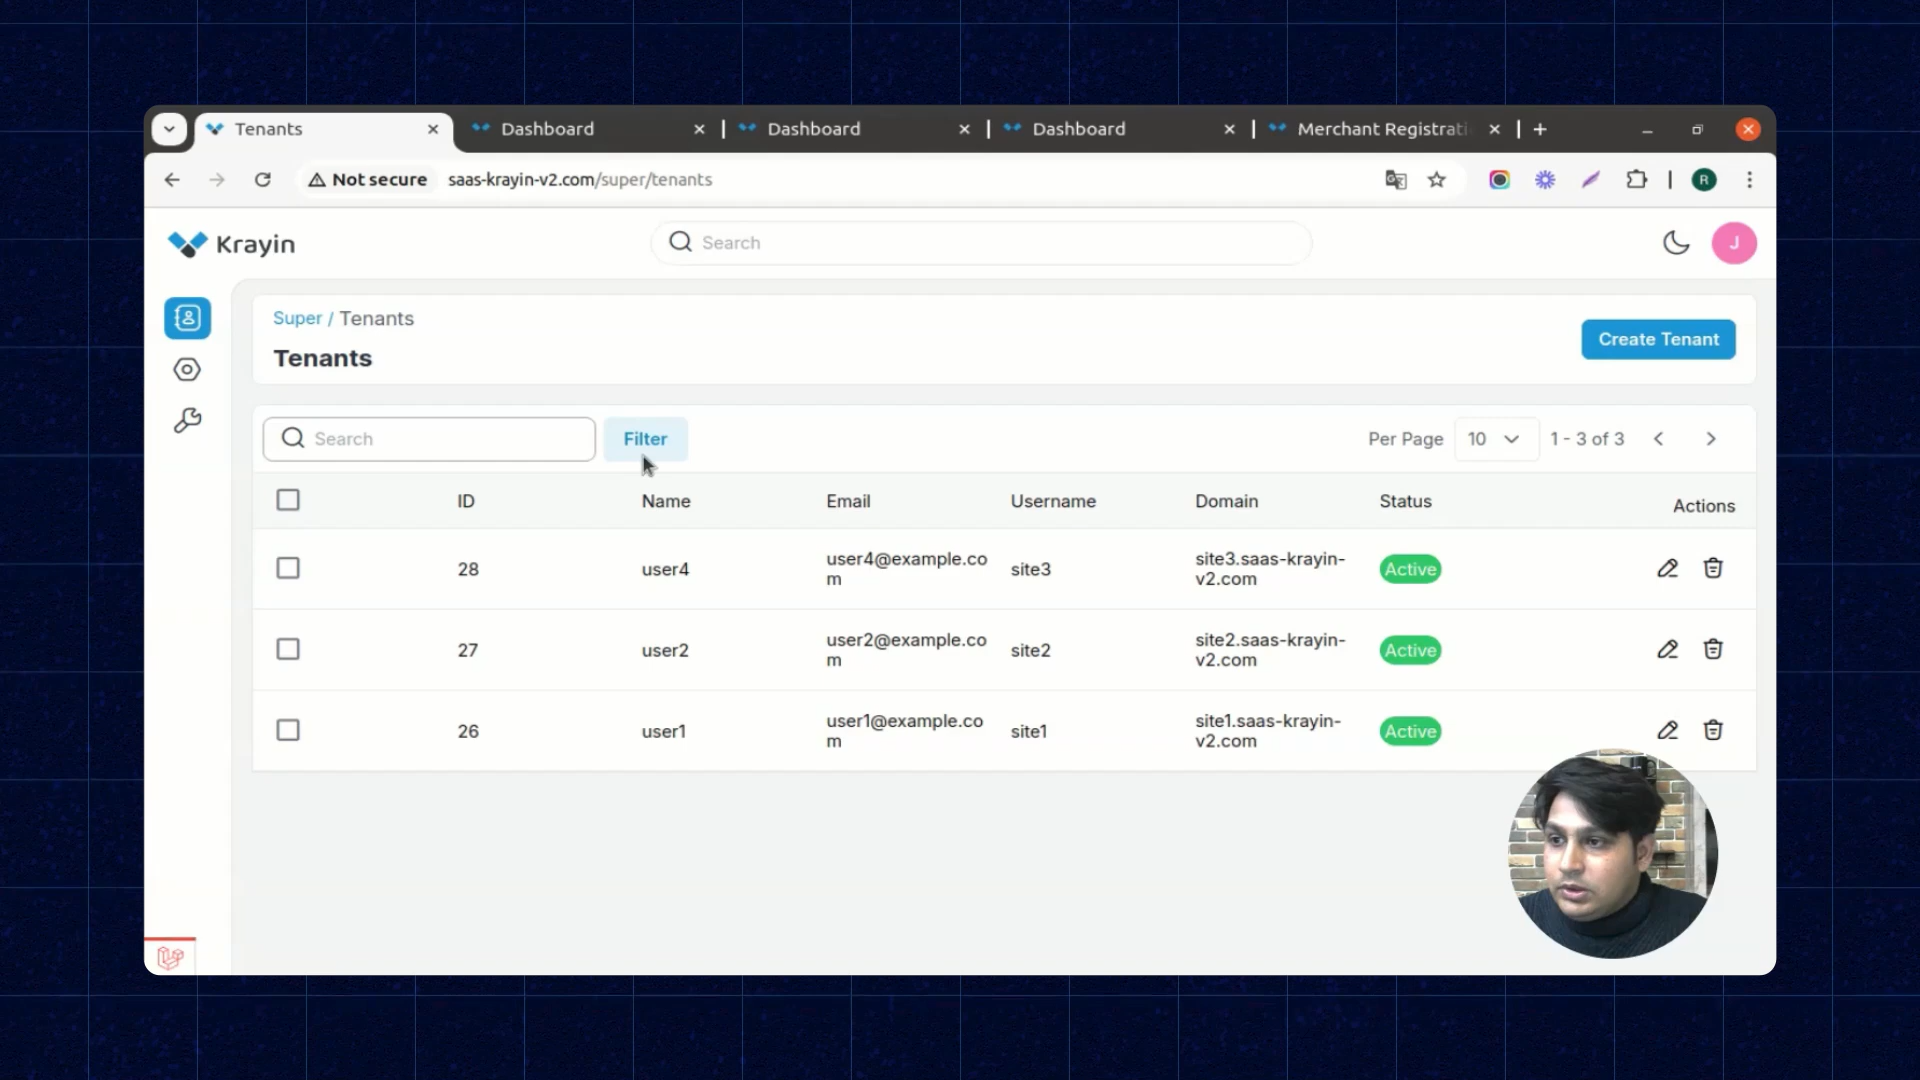 Tenants
Dashboard
Dashboard
Dashboard
Merchant Registrati
Not secure
saas-krayin-v2.com/super/tenants
R
Krayin
Search
J
Super / Tenants
Tenants
Create Tenant
Search
Filter
Per Page
10
1 - 3 of 3
ID Name Email Username Domain Status Actions
28 user4 user4@example.co site3 site3.saas-krayin- Active
m v2.com
27 user2 user2@example.co site2 site2.saas-krayin- Active
m v2.com
26 user1 user1@example.co site1 site1.saas-krayin- Active
m v2.com